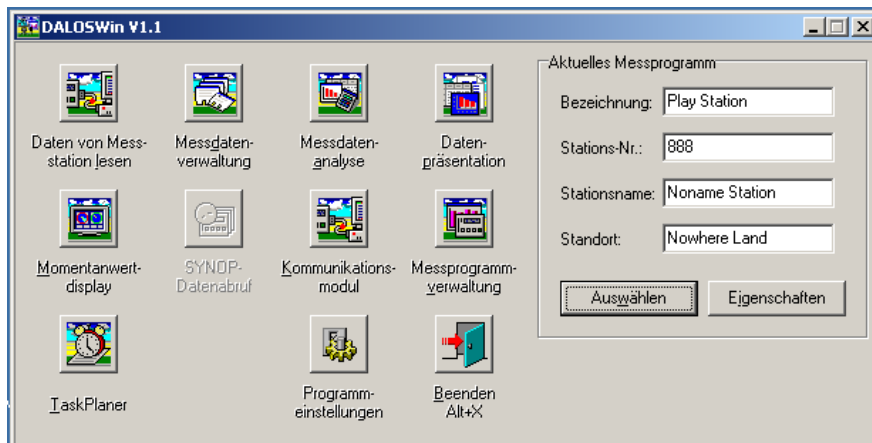 DALOSWin V1.1
Daten von Mess-
station lesen
Messdaten-
verwaltung
Messdaten-
analyse
Daten-
präsentation
Momentanwert-
display
SYNOP-
Datenabruf
Kommunikations-
modul
Messprogramm-
verwaltung
TaskPlaner
Programm-
einstellungen
Beenden
Alt+X
Aktuelles Messprogramm
Bezeichnung: Play Station
Stations-Nr.: 888
Stationsname: Noname Station
Standort: Nowhere Land
Auswählen Eigenschaften